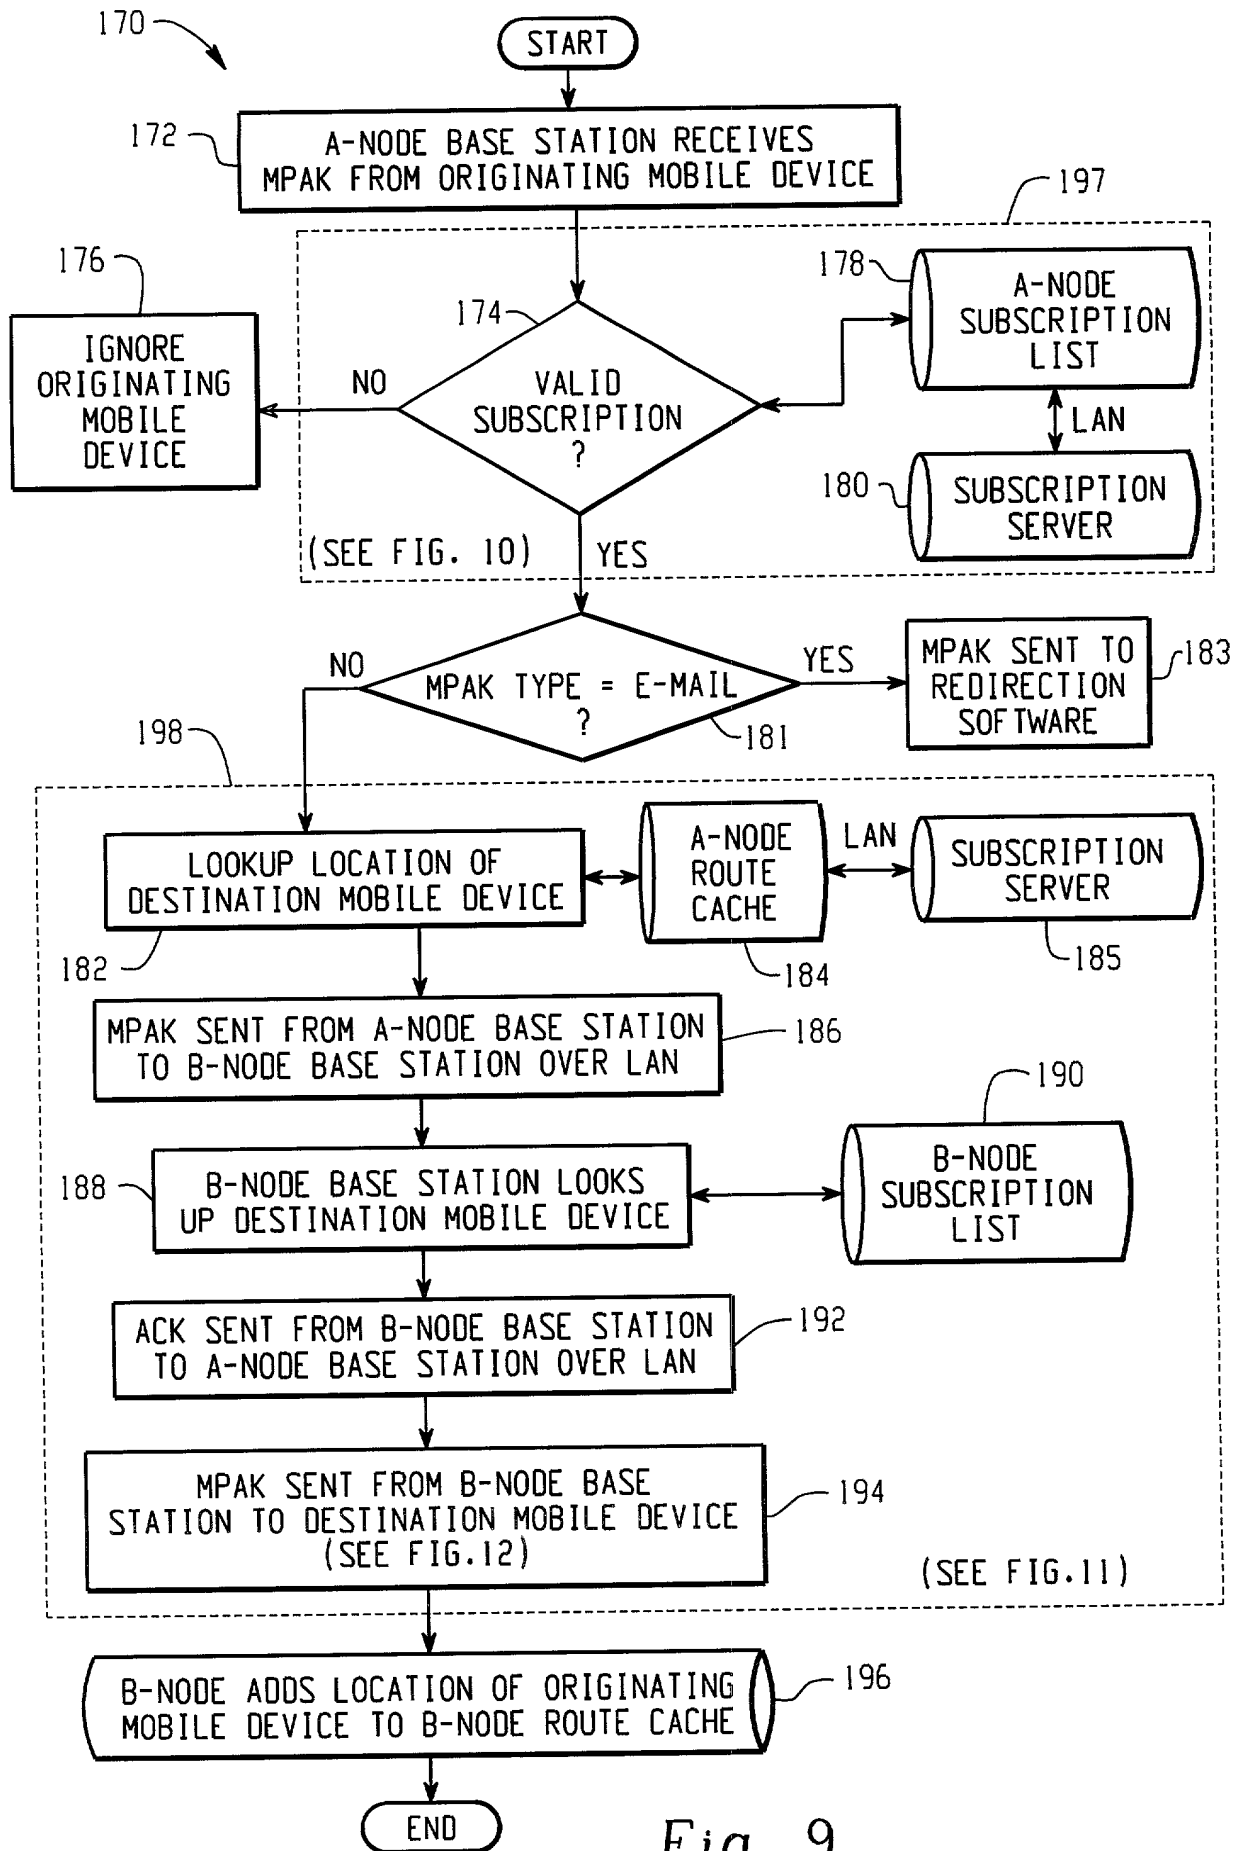 170
START
172
A-NODE BASE STATION RECEIVES
MPAK FROM ORIGINATING MOBILE DEVICE
197
176
178
A-NODE
SUBSCRIPTION
LIST
174
IGNORE
ORIGINATING
MOBILE
DEVICE
NO
VALID
SUBSCRIPTION
?
LAN
180
SUBSCRIPTION
SERVER
(SEE FIG. 10)
YES
NO
MPAK TYPE = E-MAIL
?
YES
181
MPAK SENT TO
REDIRECTION
SOFTWARE
183
198
LOOKUP LOCATION OF
DESTINATION MOBILE DEVICE
182
A-NODE
ROUTE
CACHE
184
LAN
SUBSCRIPTION
SERVER
185
MPAK SENT FROM A-NODE BASE STATION
TO B-NODE BASE STATION OVER LAN
186
190
188
B-NODE BASE STATION LOOKS
UP DESTINATION MOBILE DEVICE
B-NODE
SUBSCRIPTION
LIST
ACK SENT FROM B-NODE BASE STATION
TO A-NODE BASE STATION OVER LAN
192
MPAK SENT FROM B-NODE BASE
STATION TO DESTINATION MOBILE DEVICE
(SEE FIG.12)
194
(SEE FIG.11)
B-NODE ADDS LOCATION OF ORIGINATING
MOBILE DEVICE TO B-NODE ROUTE CACHE
196
END
Fig. 9